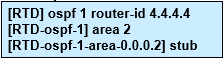 [RTD] ospf 1 router-id 4.4.4.4
[RTD-ospf-1] area 2
[RTD-ospf-1-area-0.0.0.2] stub